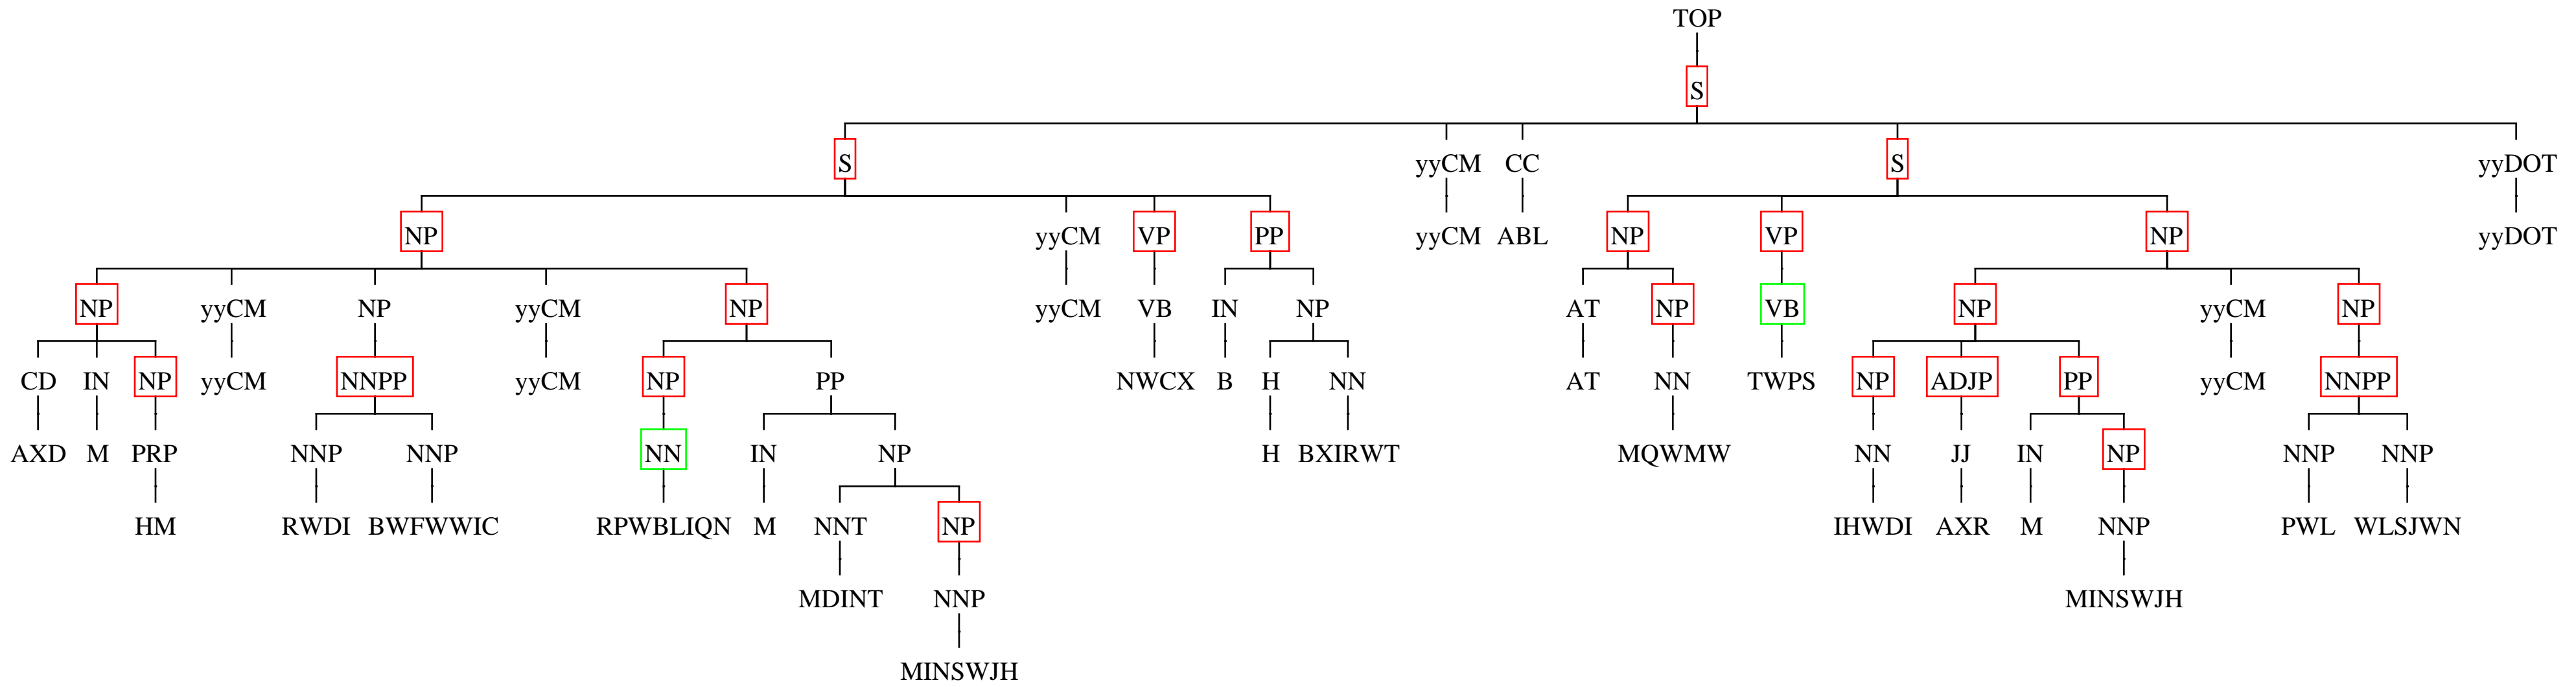 TOP
S
S yyCM CC S yyDOT
NP yyCM VP PP yyCM ABL NP VP NP yyDOT
NP yyCM NP yyCM NP yyCM VB IN NP AT NP VB NP yyCM NP
CD IN NP yyCM NNPP yyCM NP PP NWCX B H NN AT NN TWPS NP ADJP PP yyCM NNPP
AXD M PRP NNP NNP NN IN NP H BXIRWT MQWMW NN JJ IN NP NNP NNP
HM RWDI BWFWWIC RPWBLIQN M NNT NP IHWDI AXR M NNP PWL WLSJWN
MDINT NNP MINSWJH
MINSWJH